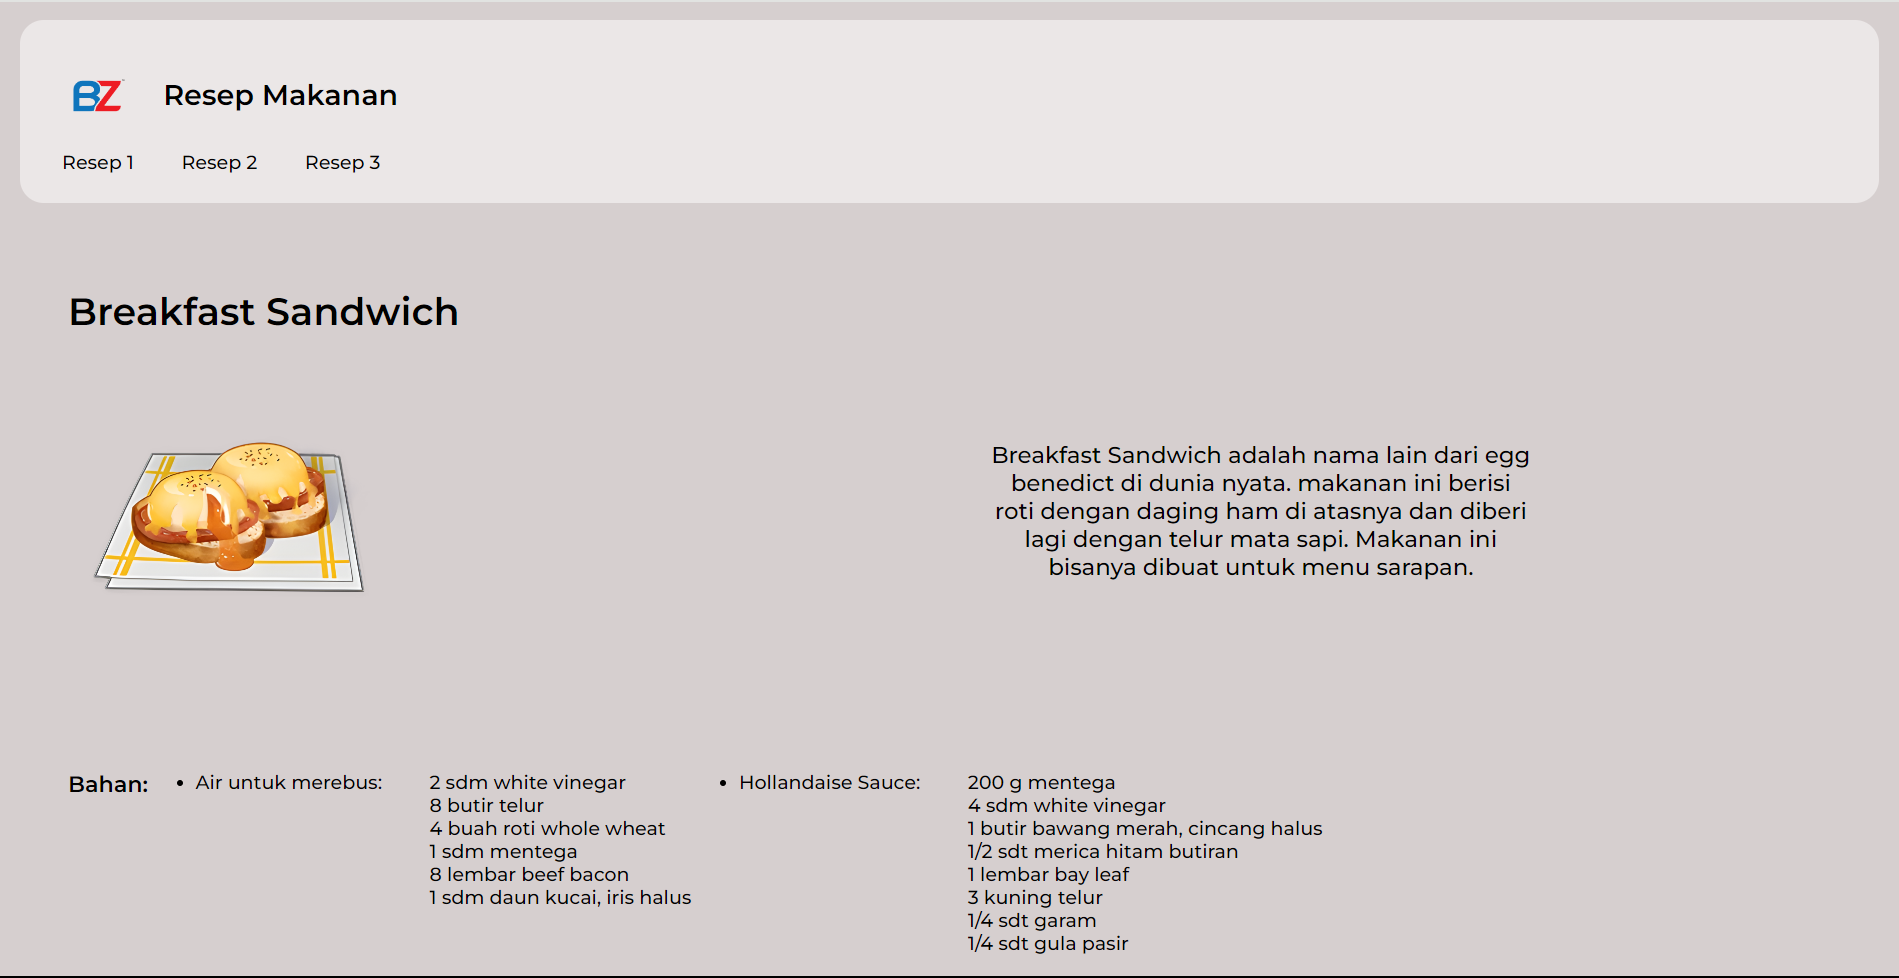 BZ
Resep Makanan
Resep 1
Resep 2
Resep 3
Breakfast Sandwich
Breakfast Sandwich adalah nama lain dari egg
benedict di dunia nyata. makanan ini berisi
roti dengan daging ham di atasnya dan diberi
lagi dengan telur mata sapi. Makanan ini
bisanya dibuat untuk menu sarapan.
Bahan:
• Air untuk merebus:
2 sdm white vinegar
8 butir telur
4 buah roti whole wheat
1 sdm mentega
8 lembar beef bacon
1 sdm daun kucai, iris halus
• Hollandaise Sauce:
200 g mentega
4 sdm white vinegar
1 butir bawang merah, cincang halus
1/2 sdt merica hitam butiran
1 lembar bay leaf
3 kuning telur
1/4 sdt garam
1/4 sdt gula pasir